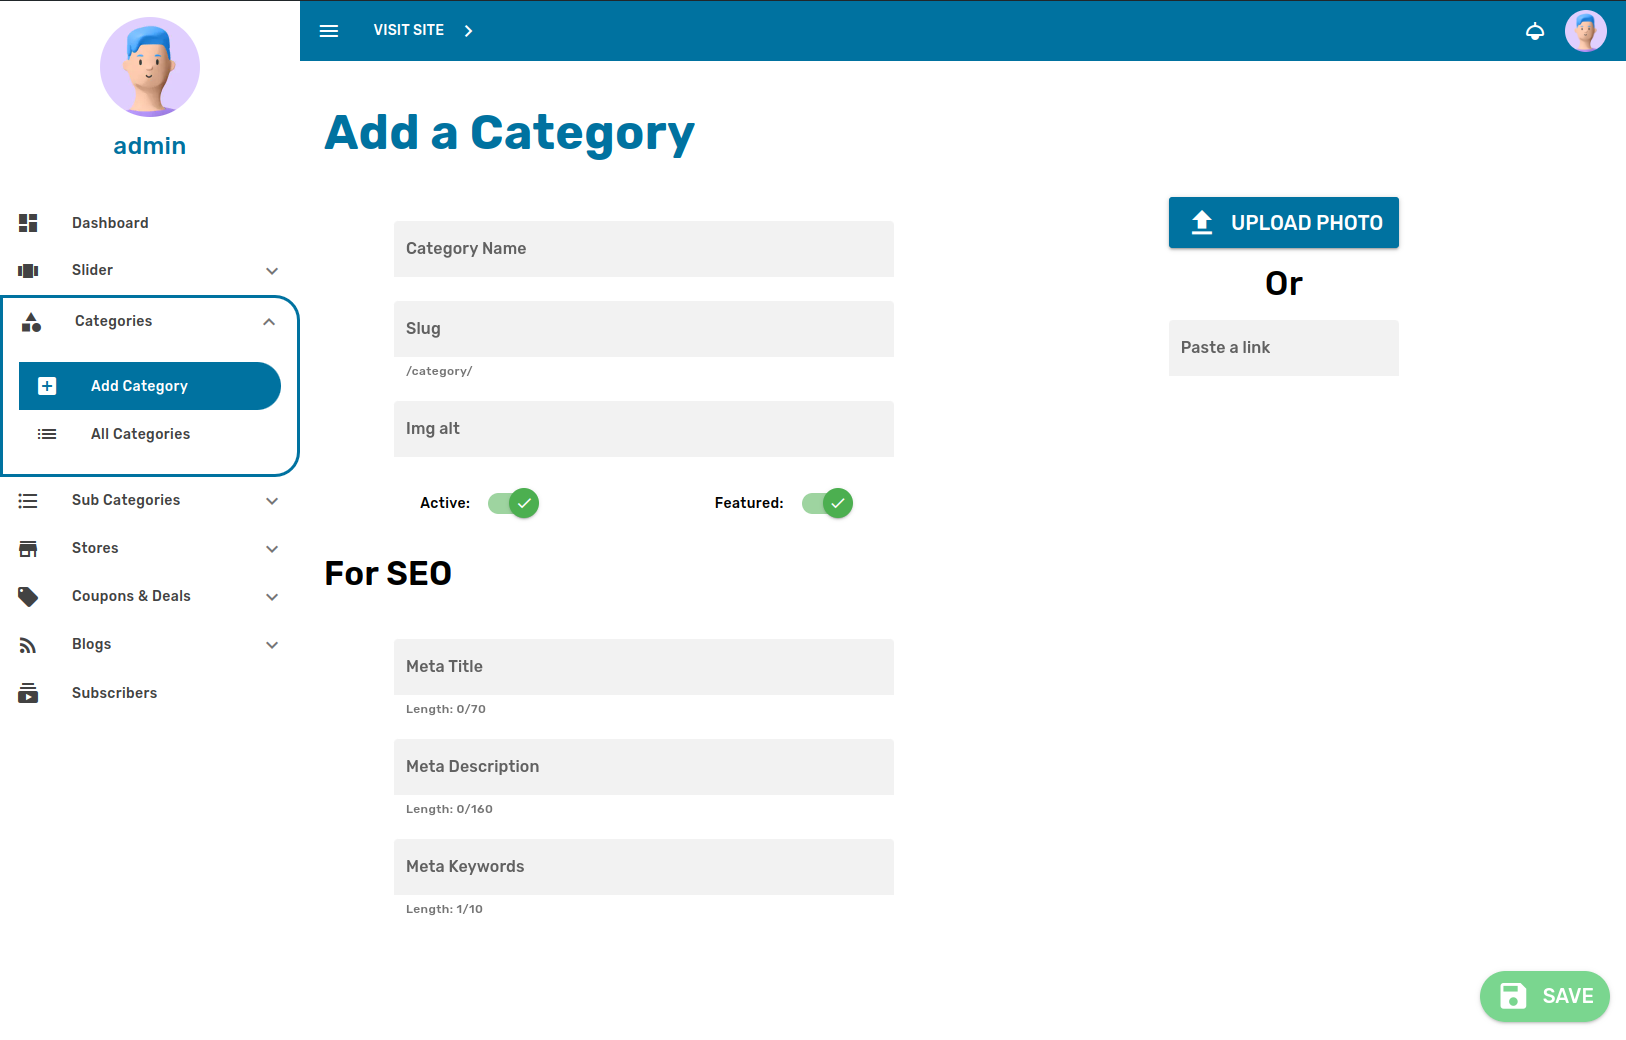 admin
Dashboard
Slider
Categories
Add Category
All Categories
Sub Categories
Stores
Coupons & Deals
Blogs
Subscribers
VISIT SITE
Add a Category
Category Name
Slug
/category/
Img alt
Active:
Featured:
For SEO
Meta Title
Length: 0/70
Meta Description
Length: 0/160
Meta Keywords
Length: 1/10
UPLOAD PHOTO
Or
Paste a link
SAVE